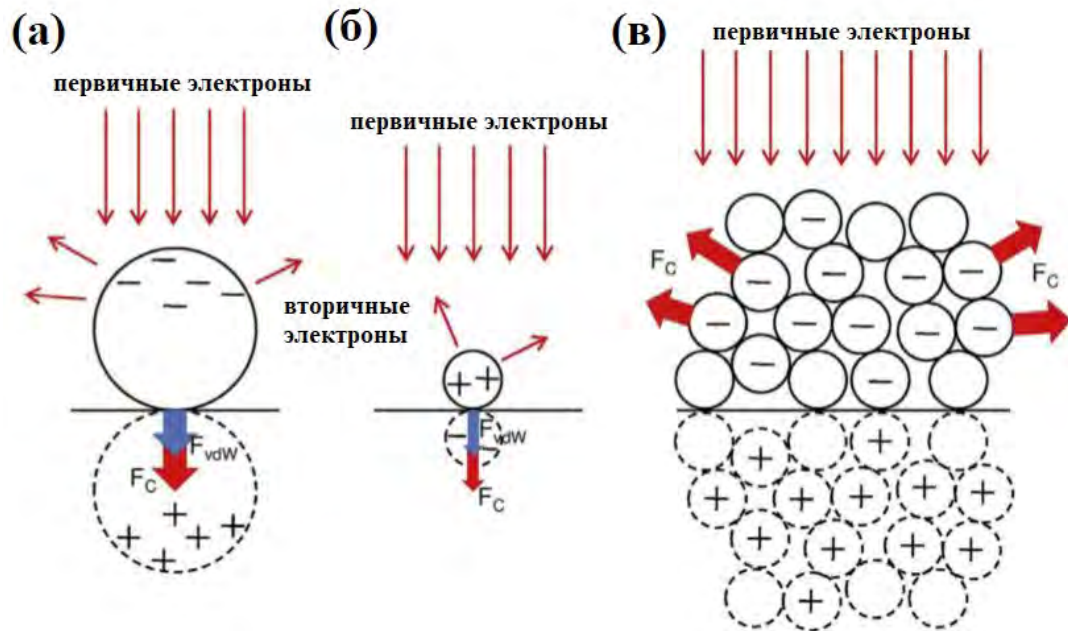 (а)
первичные электроны
F_vdW
F_C
(б)
первичные электроны
вторичные
электроны
F_vdW
F_C
(в)
первичные электроны
F_C
F_C